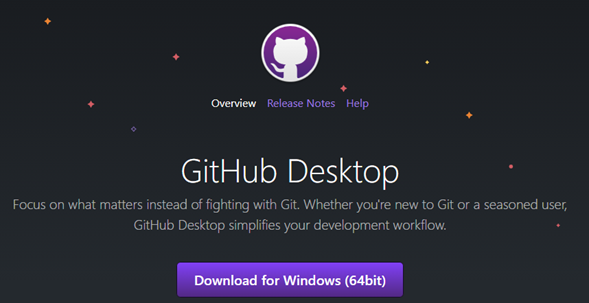 Overview Release Notes Help
GitHub Desktop
Focus on what matters instead of fighting with Git. Whether you're new to Git or a seasoned user,
GitHub Desktop simplifies your development workflow.
Download for Windows (64bit)